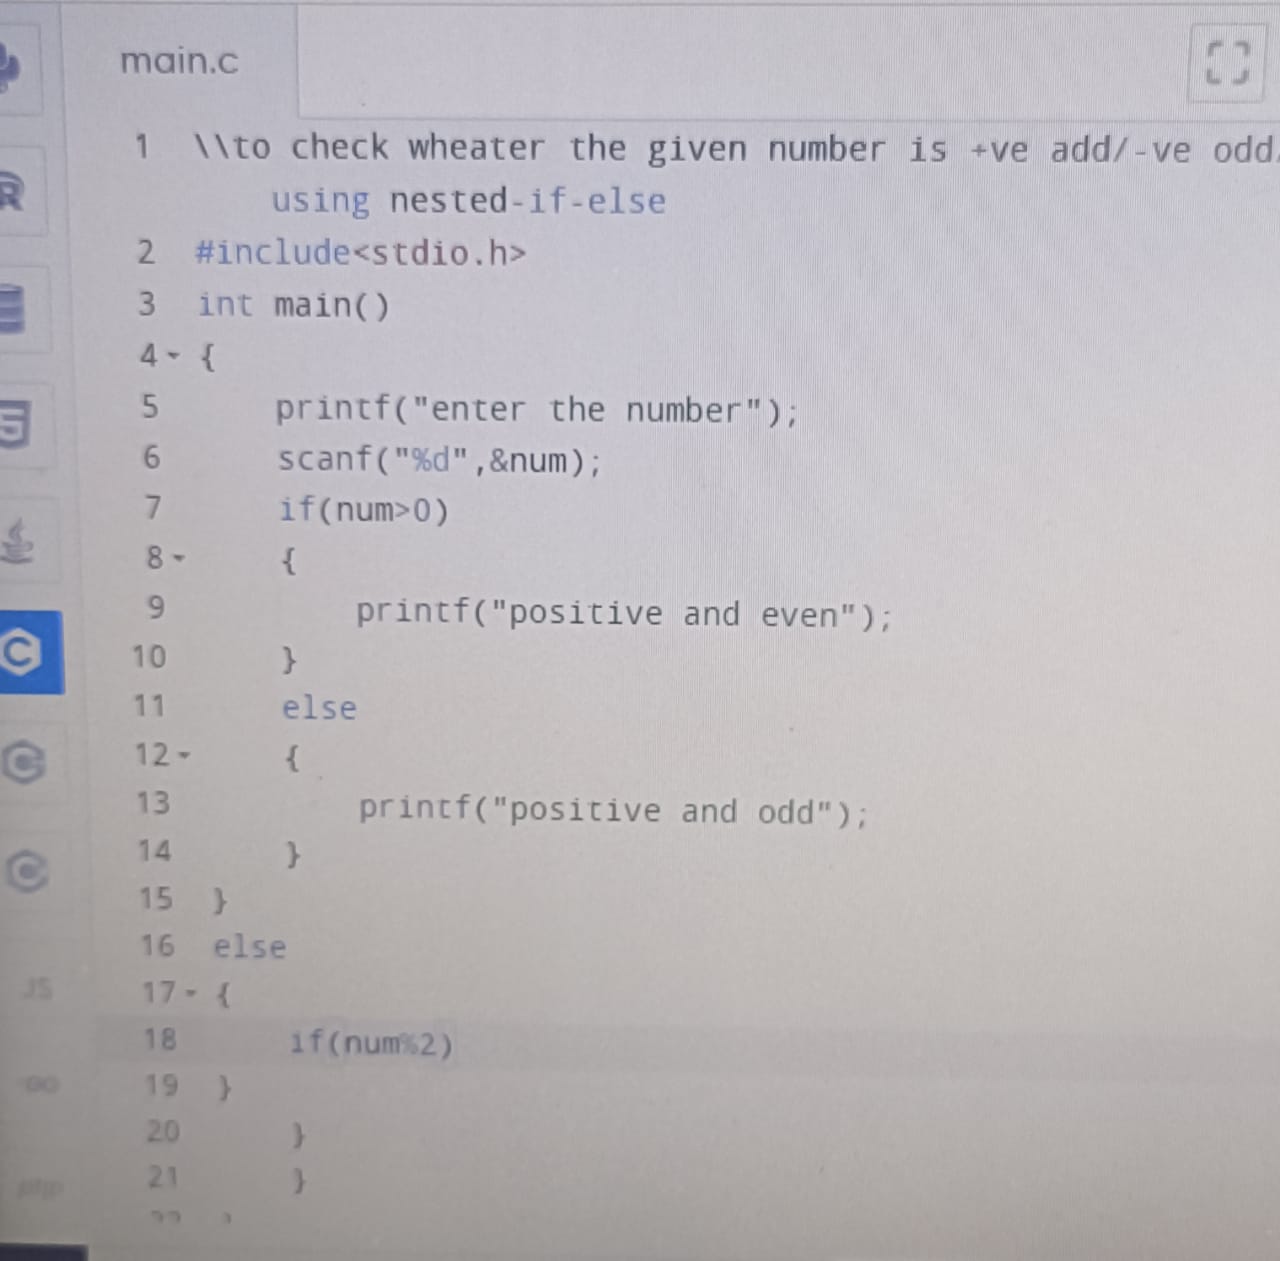 main.c
1 \\to check wheater the given number is +ve add/-ve odd
using nested-if-else
2 #include<stdio.h>
3 int main()
4 {
5 printf("enter the number");
6 scanf("%d",&num);
7 if(num>0)
8 {
9 printf("positive and even");
10 }
11 else
12 {
13 printf("positive and odd");
14 }
15 }
16 else
17 {
18 if(num%2)
19 }
20 }
21 }
R
C
JS
GO
php